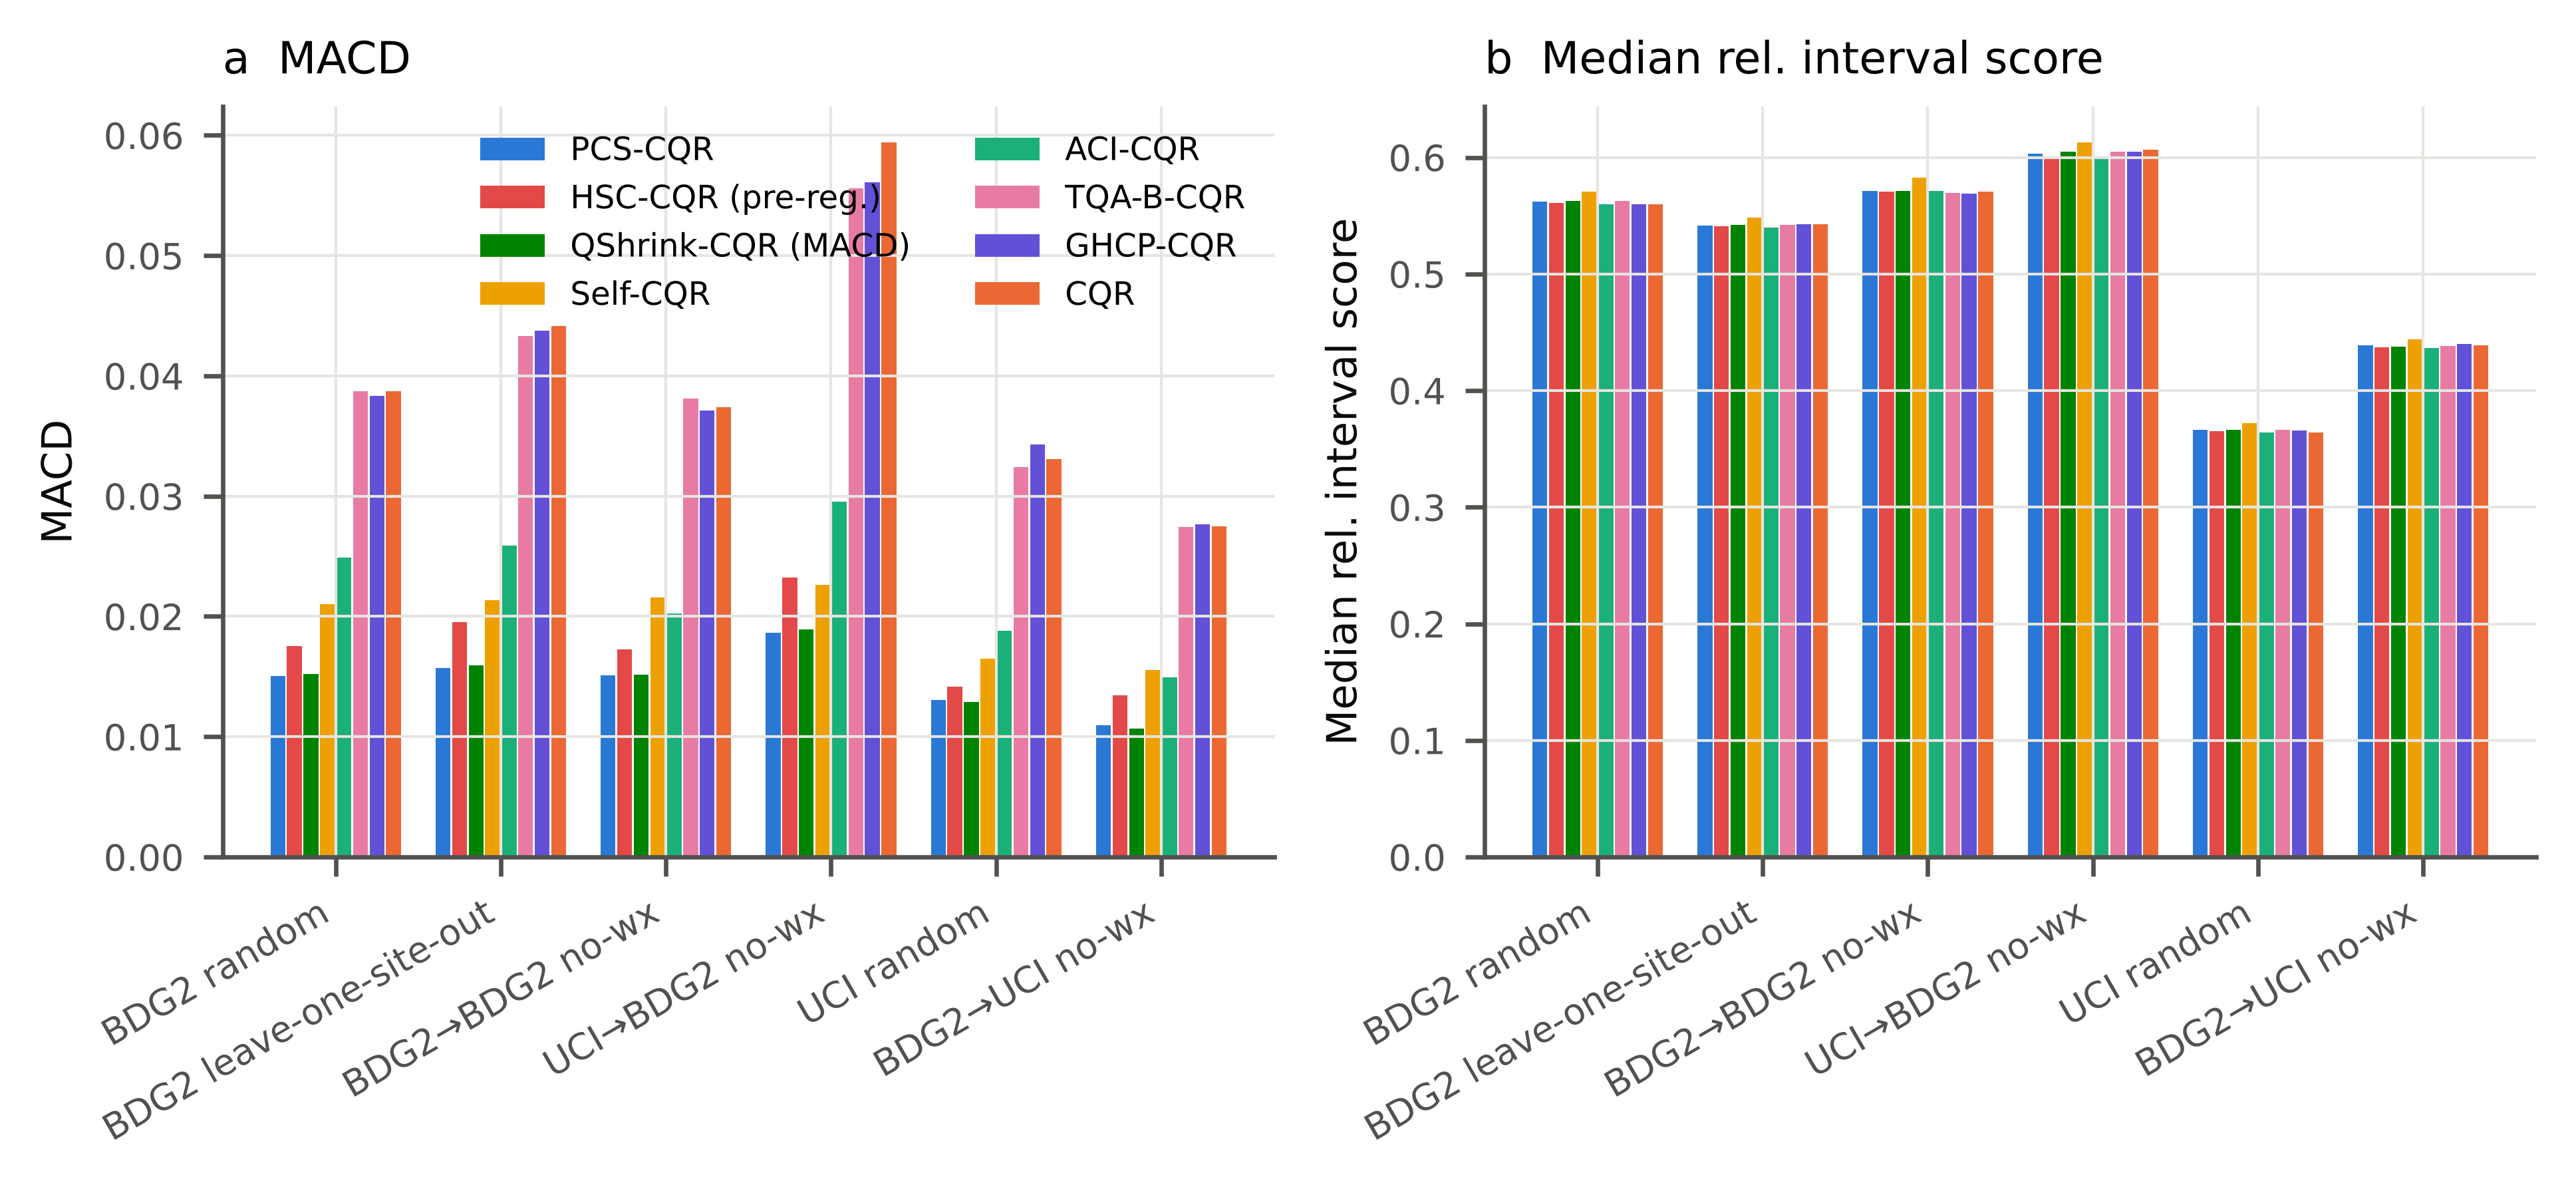 a MACD
MACD
0.06
0.05
0.04
0.03
0.02
0.01
0.00
PCS-CQR
HSC-CQR (pre-reg.)
QShrink-CQR (MACD)
Self-CQR
ACI-CQR
TQA-B-CQR
GHCP-CQR
CQR
BDG2 random
BDG2 leave-one-site-out
BDG2→BDG2 no-wx
UCI→BDG2 no-wx
UCI random
BDG2→UCI no-wx
b Median rel. interval score
Median rel. interval score
0.6
0.5
0.4
0.3
0.2
0.1
0.0
BDG2 random
BDG2 leave-one-site-out
BDG2→BDG2 no-wx
UCI→BDG2 no-wx
UCI random
BDG2→UCI no-wx